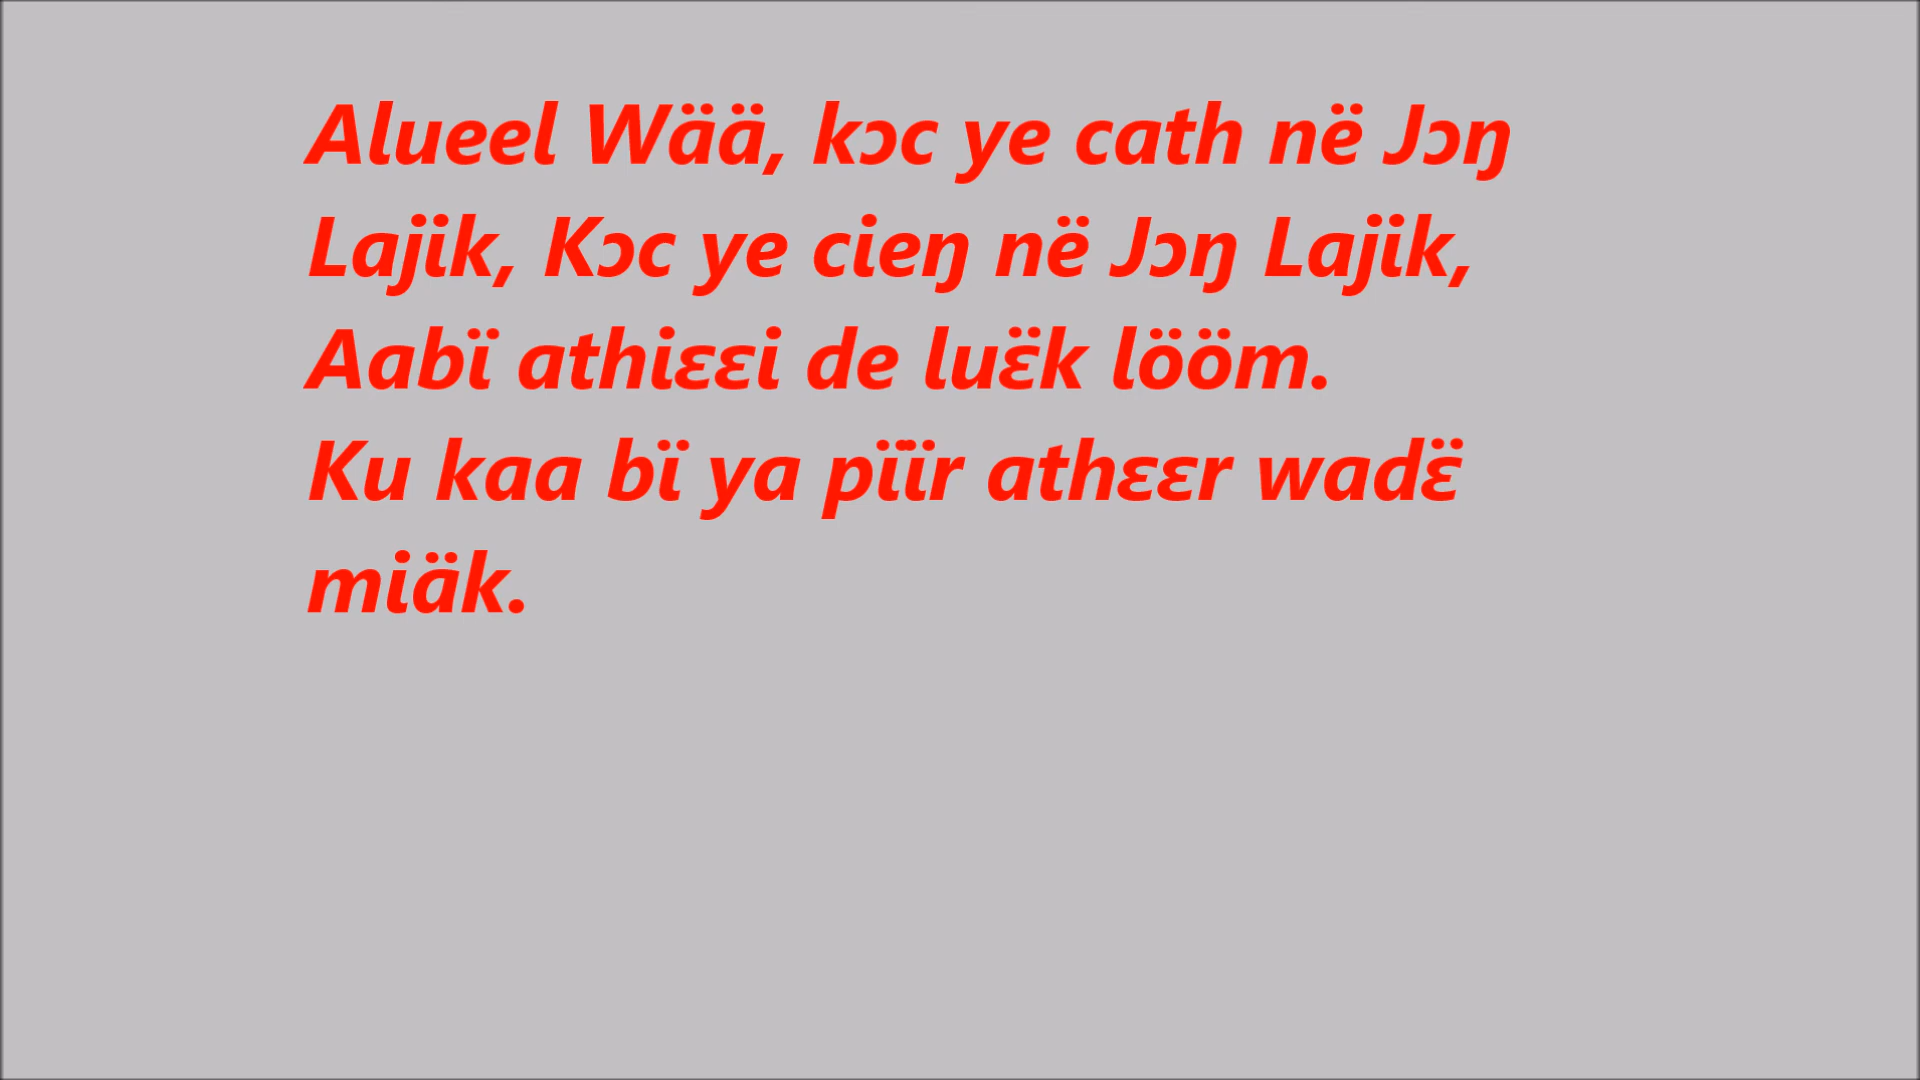 Alueel Wää, kɔc ye cath në Jɔŋ
Lajik, Kɔc ye cieŋ në Jɔŋ Lajik,
Aabï athiɛɛi de luɛ̈k lööm.
Ku kaa bï ya pïïr athɛɛr wadɛ̈
miäk.